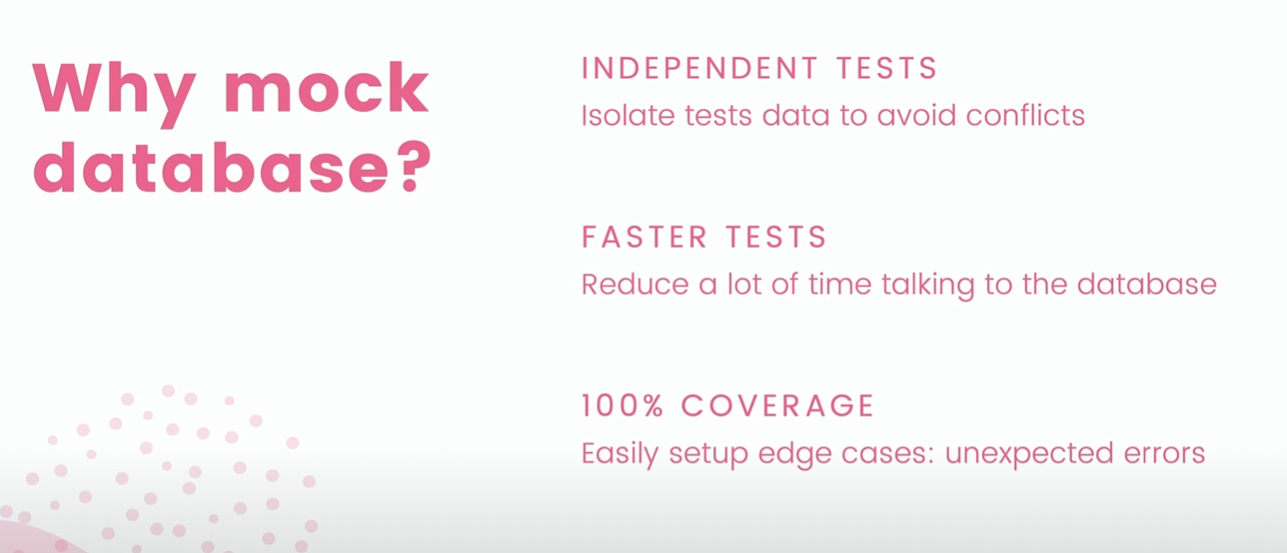 Why mock
database?
INDEPENDENT TESTS
Isolate tests data to avoid conflicts
FASTER TESTS
Reduce a lot of time talking to the database
100% COVERAGE
Easily setup edge cases: unexpected errors